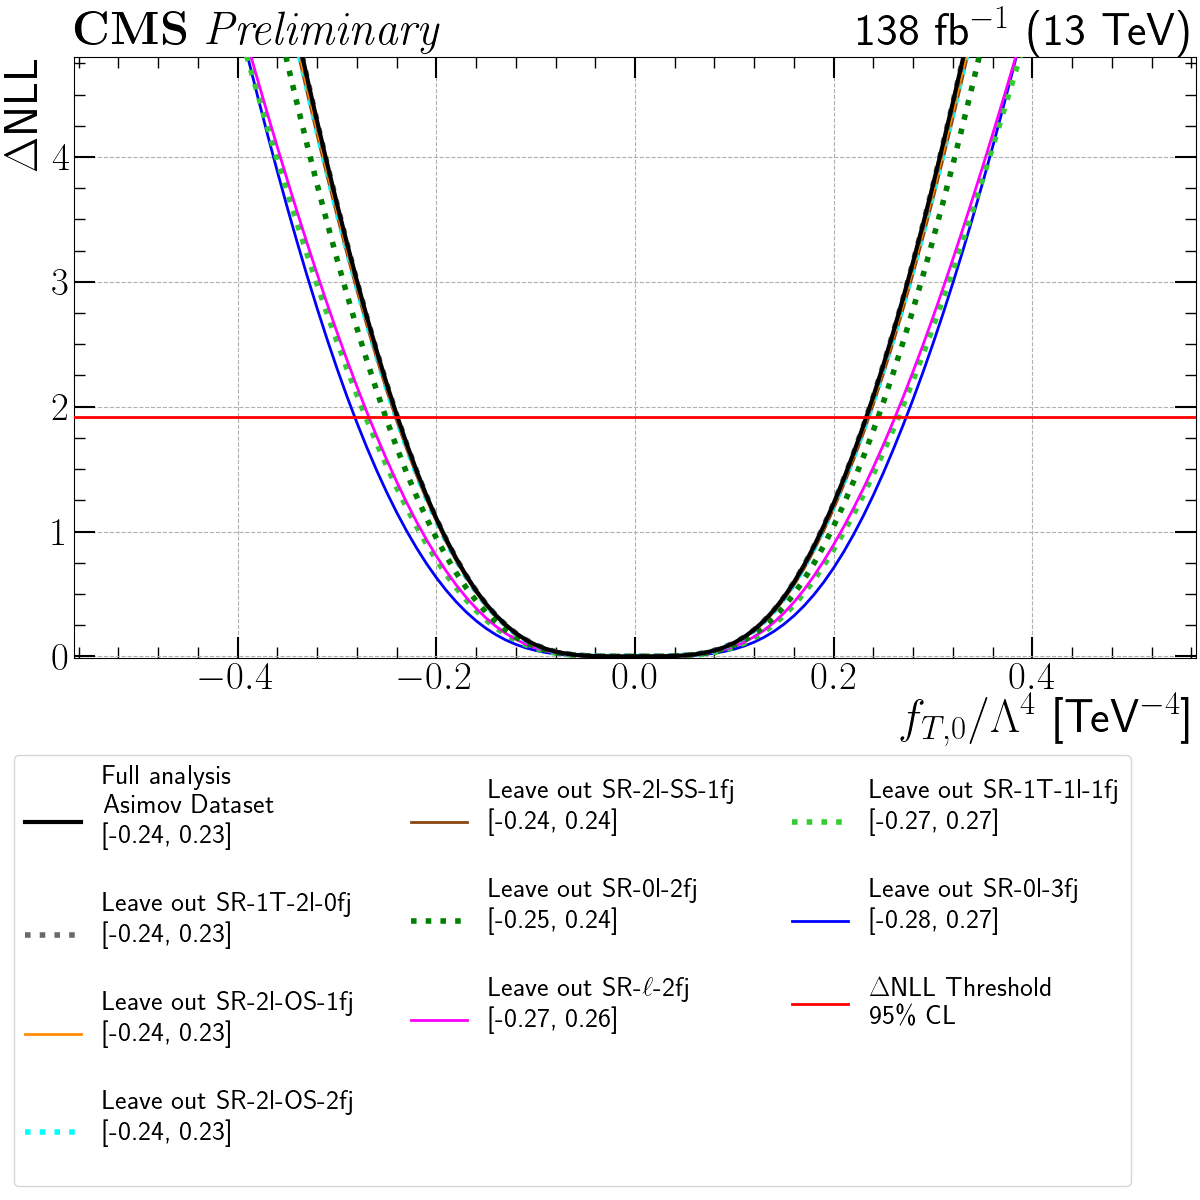 CMS Preliminary
138 fb−1 (13 TeV)
ΔNLL
4
3
2
1
0
−0.4 −0.2 0.0 0.2 0.4
fT,0/Λ4 [TeV−4]
Full analysis
Asimov Dataset
[-0.24, 0.23]
Leave out SR-1T-2l-0fj
[-0.24, 0.23]
Leave out SR-2l-OS-1fj
[-0.24, 0.23]
Leave out SR-2l-OS-2fj
[-0.24, 0.23]
Leave out SR-2l-SS-1fj
[-0.24, 0.24]
Leave out SR-0l-2fj
[-0.25, 0.24]
Leave out SR-ℓ-2fj
[-0.27, 0.26]
Leave out SR-1T-1l-1fj
[-0.27, 0.27]
Leave out SR-0l-3fj
[-0.28, 0.27]
ΔNLL Threshold
95% CL